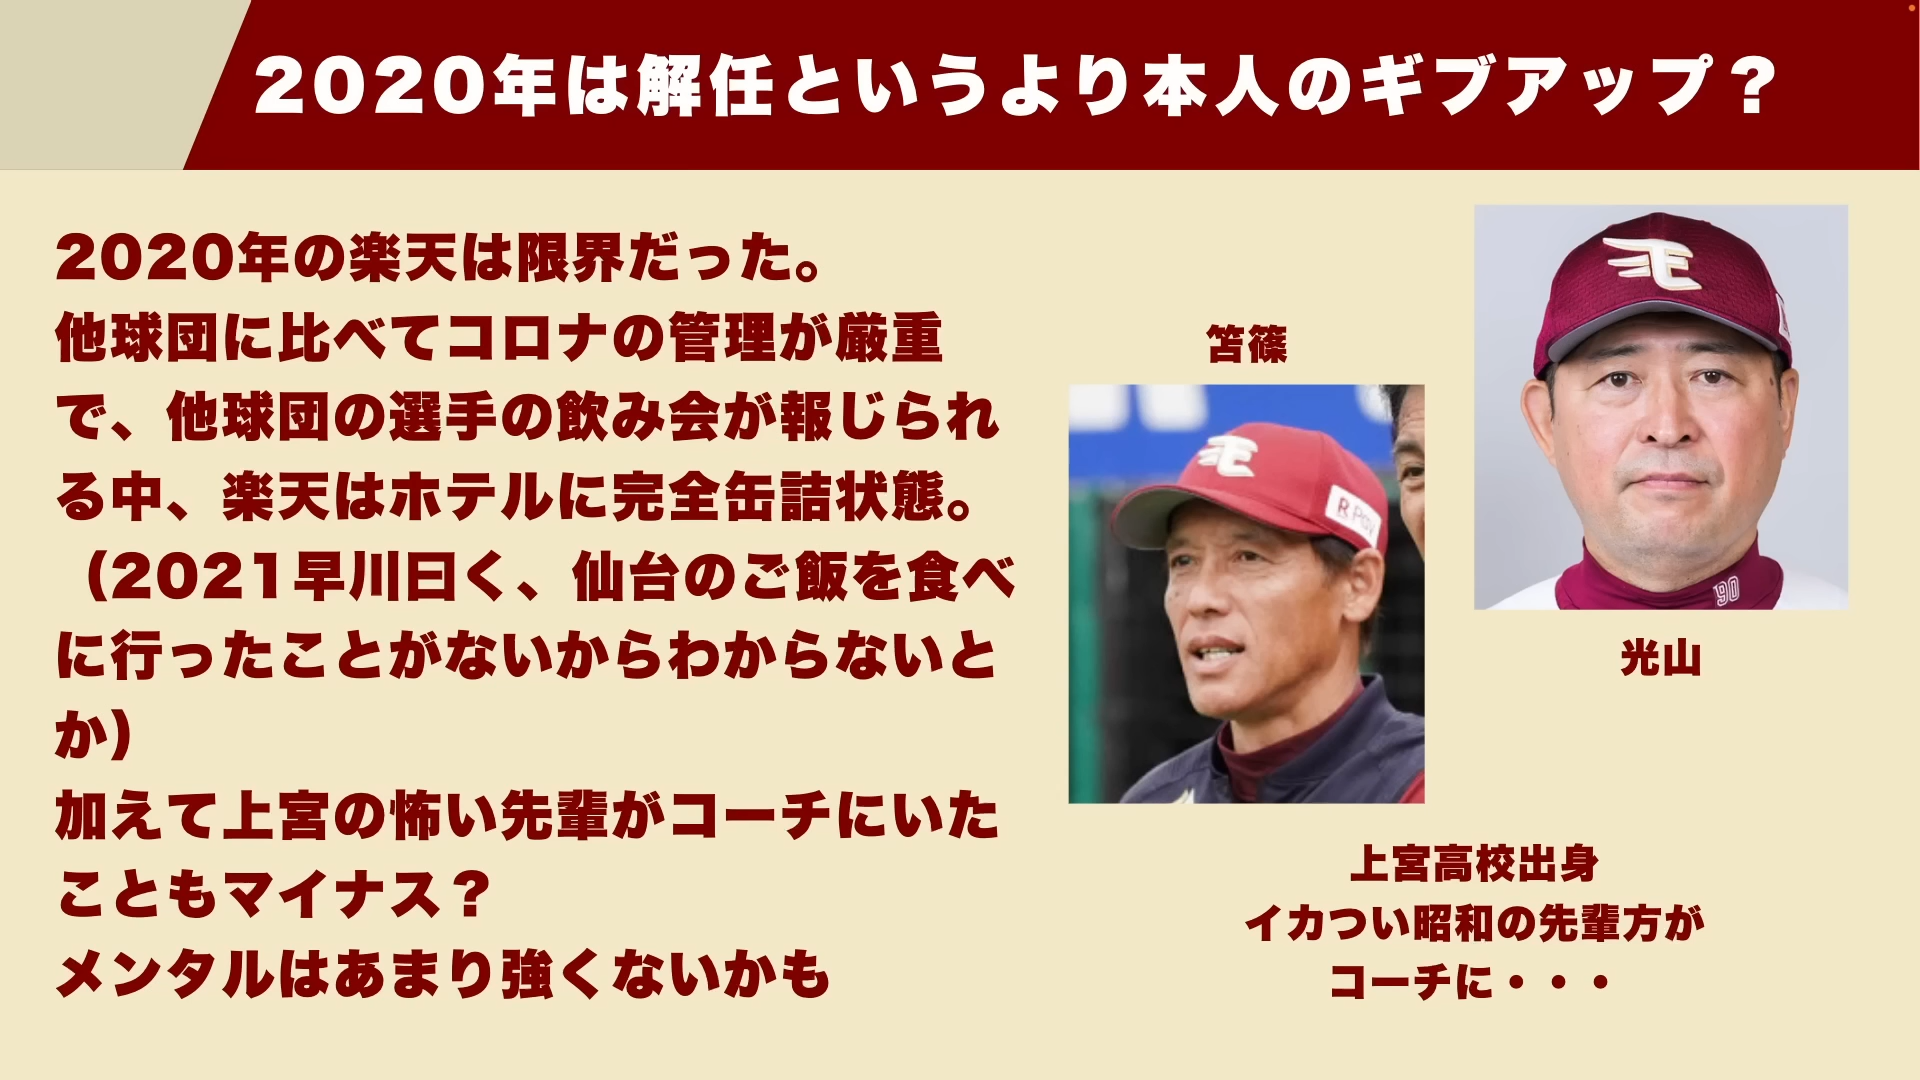 2020年は解任というより本人のギブアップ？
2020年の楽天は限界だった。
他球団に比べてコロナの管理が厳重
で、他球団の選手の飲み会が報じられ
る中、楽天はホテルに完全缶詰状態。
（2021早川曰く、仙台のご飯を食べ
に行ったことがないからわからないと
か）
加えて上宮の怖い先輩がコーチにいた
こともマイナス？
メンタルはあまり強くないかも
笘篠
R Pay
90
光山
上宮高校出身
イカつい昭和の先輩方が
コーチに・・・